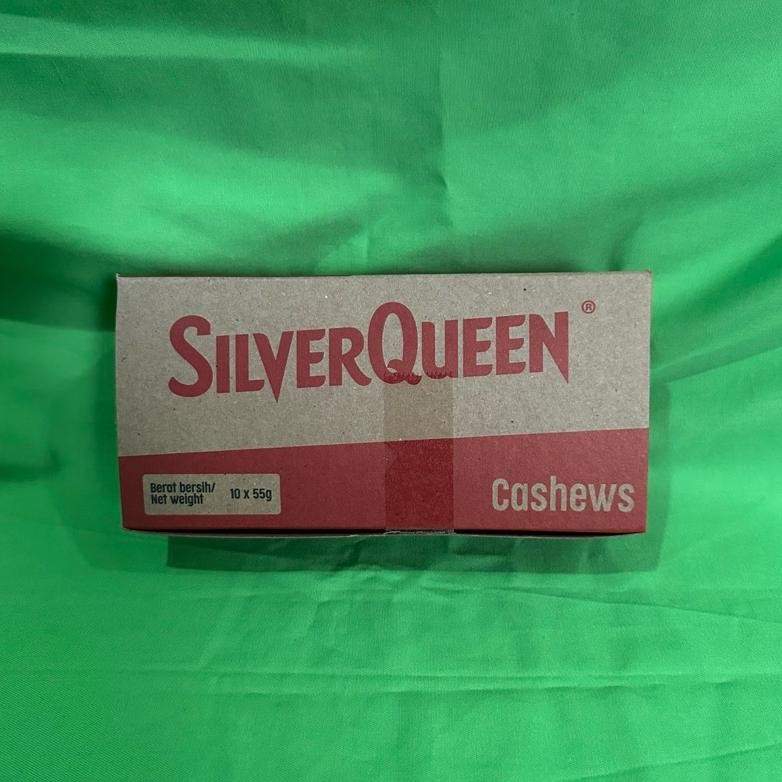 SILVERQUEEN ®
Berat bersih/
Net weight
10 x 55g
Cashews